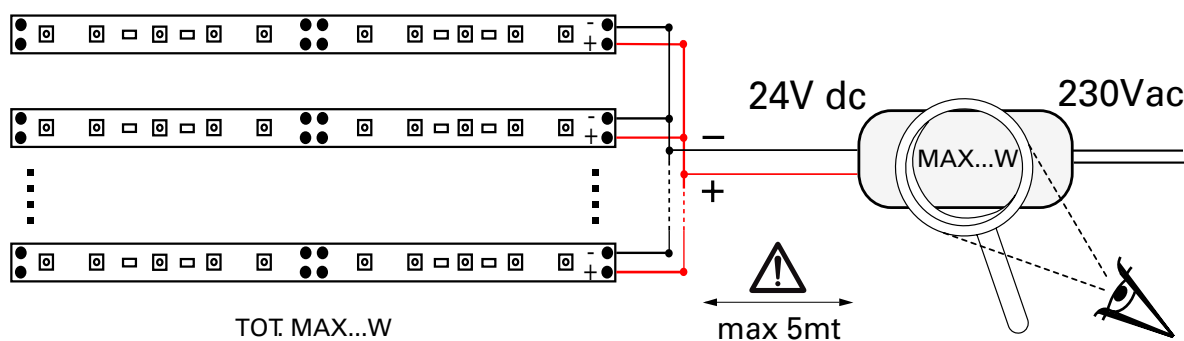 - +
- +
- +
24V dc
230Vac
−
+
MAX...W
max 5mt
TOT. MAX...W